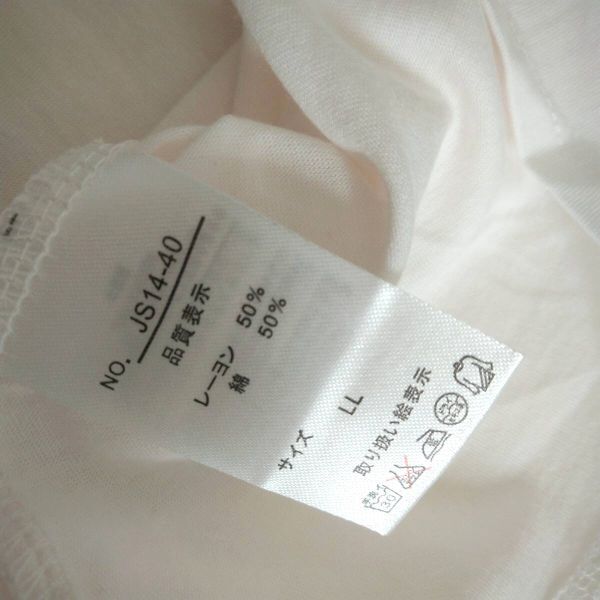 NO. JS14-40
品質表示
レーヨン 50%
綿 50%
サイズ LL
取り扱い絵表示
30